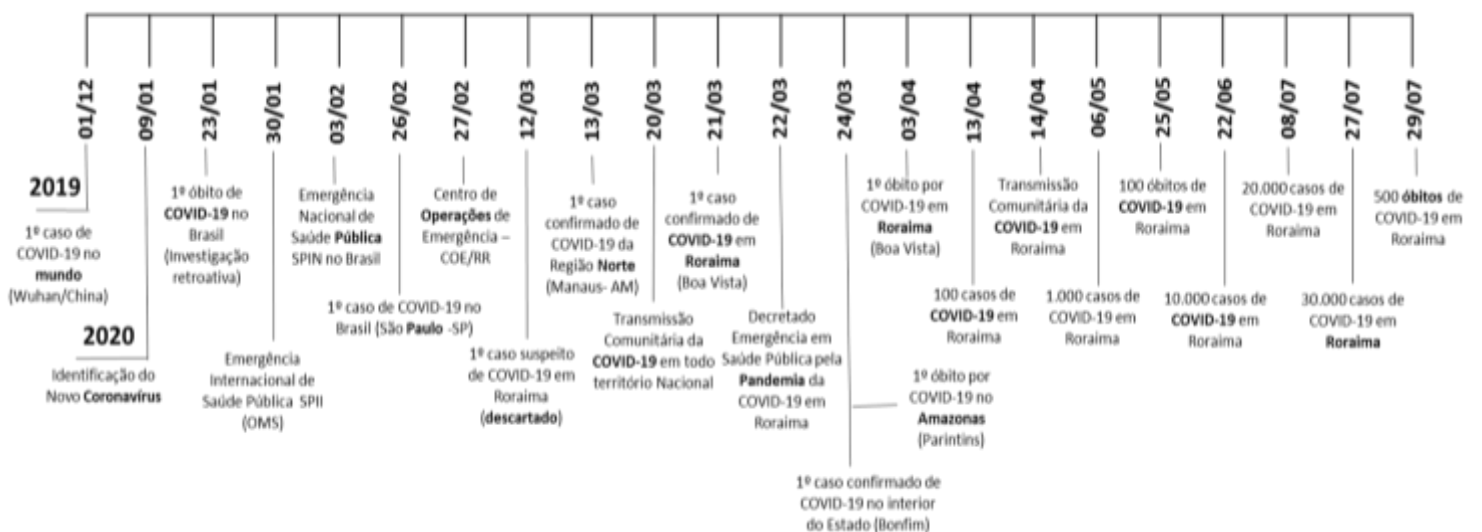 01/12
09/01
23/01
30/01
03/02
26/02
27/02
12/03
13/03
20/03
21/03
22/03
24/03
03/04
13/04
14/04
06/05
25/05
22/06
08/07
27/07
29/07
2019
1º caso de
COVID-19 no
mundo
(Wuhan/China)
2020
Identificação do
Novo Coronavírus
1º óbito de
COVID-19 no
Brasil
(Investigação
retroativa)
Emergência
Internacional de
Saúde Pública SPII
(OMS)
Emergência
Nacional de
Saúde Pública
SPIN no Brasil
1º caso de COVID-19 no
Brasil (São Paulo -SP)
Centro de
Operações de
Emergência –
COE/RR
1º caso suspeito
de COVID-19 em
Roraima
(descartado)
1º caso
confirmado de
COVID-19 da
Região Norte
(Manaus- AM)
Transmissão
Comunitária da
COVID-19 em todo
território Nacional
1º caso
confirmado de
COVID-19 em
Roraima
(Boa Vista)
Decretado
Emergência em
Saúde Pública pela
Pandemia da
COVID-19 em
Roraima
1º caso confirmado de
COVID-19 no interior
do Estado (Bonfim)
1º óbito por
COVID-19 no
Amazonas
(Parintins)
1º óbito por
COVID-19 em
Roraima
(Boa Vista)
100 casos de
COVID-19 em
Roraima
Transmissão
Comunitária da
COVID-19 em
Roraima
1.000 casos de
COVID-19 em
Roraima
100 óbitos de
COVID-19 em
Roraima
10.000 casos de
COVID-19 em
Roraima
20.000 casos de
COVID-19 em
Roraima
30.000 casos de
COVID-19 em
Roraima
500 óbitos de
COVID-19 em
Roraima